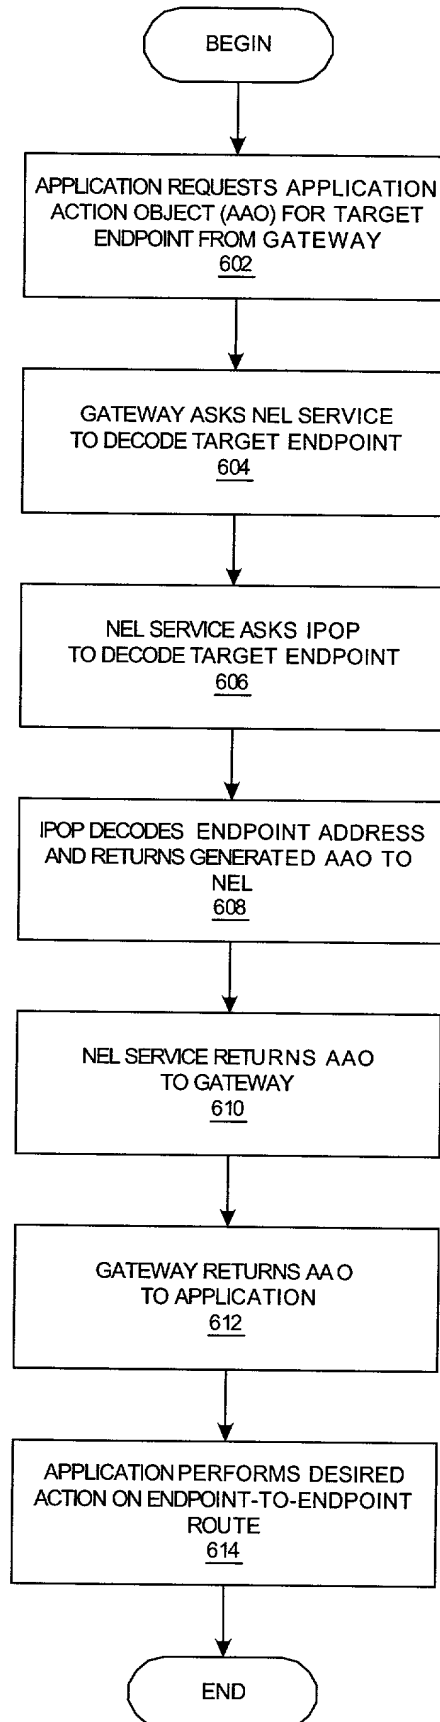 BEGIN
APPLICATION REQUESTS APPLICATION
ACTION OBJECT (AAO) FOR TARGET
ENDPOINT FROM GATEWAY
602
GATEWAY ASKS NEL SERVICE
TO DECODE TARGET ENDPOINT
604
NEL SERVICE ASKS IPOP
TO DECODE TARGET ENDPOINT
606
IPOP DECODES ENDPOINT ADDRESS
AND RETURNS GENERATED AAO TO
NEL
608
NEL SERVICE RETURNS AAO
TO GATEWAY
610
GATEWAY RETURNS AAO
TO APPLICATION
612
APPLICATION PERFORMS DESIRED
ACTION ON ENDPOINT-TO-ENDPOINT
ROUTE
614
END